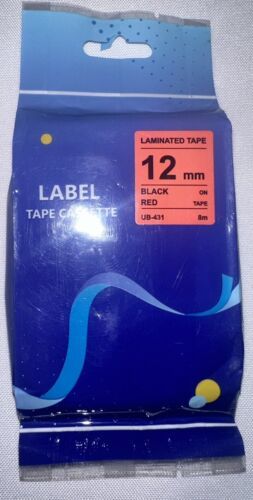 LAMINATED TAPE
12 mm
BLACK ON
RED TAPE
UB-431 8m
LABEL
TAPE CASSETTE